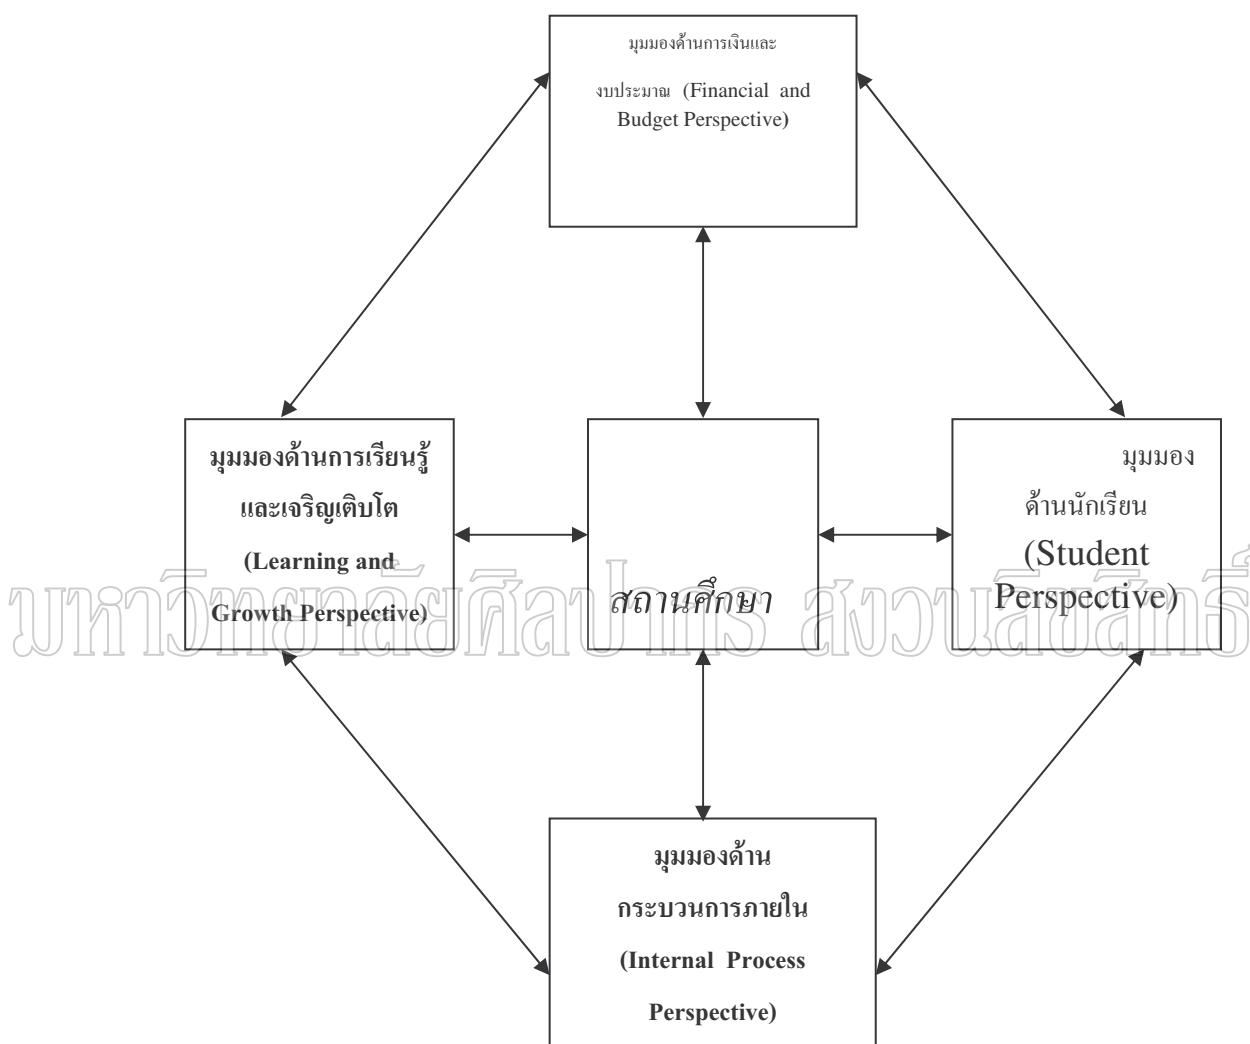 มุมมองด้านการเงินและ
งบประมาณ (Financial and
Budget Perspective)
มุมมองด้านการเรียนรู้
และเจริญเติบโต
(Learning and
Growth Perspective)
สถานศึกษา
มุมมอง
ด้านนักเรียน
(Student
Perspective)
มหาวิทยาลัยศิลปากร สงวนลิขสิทธิ์
มุมมองด้าน
กระบวนการภายใน
(Internal Process
Perspective)